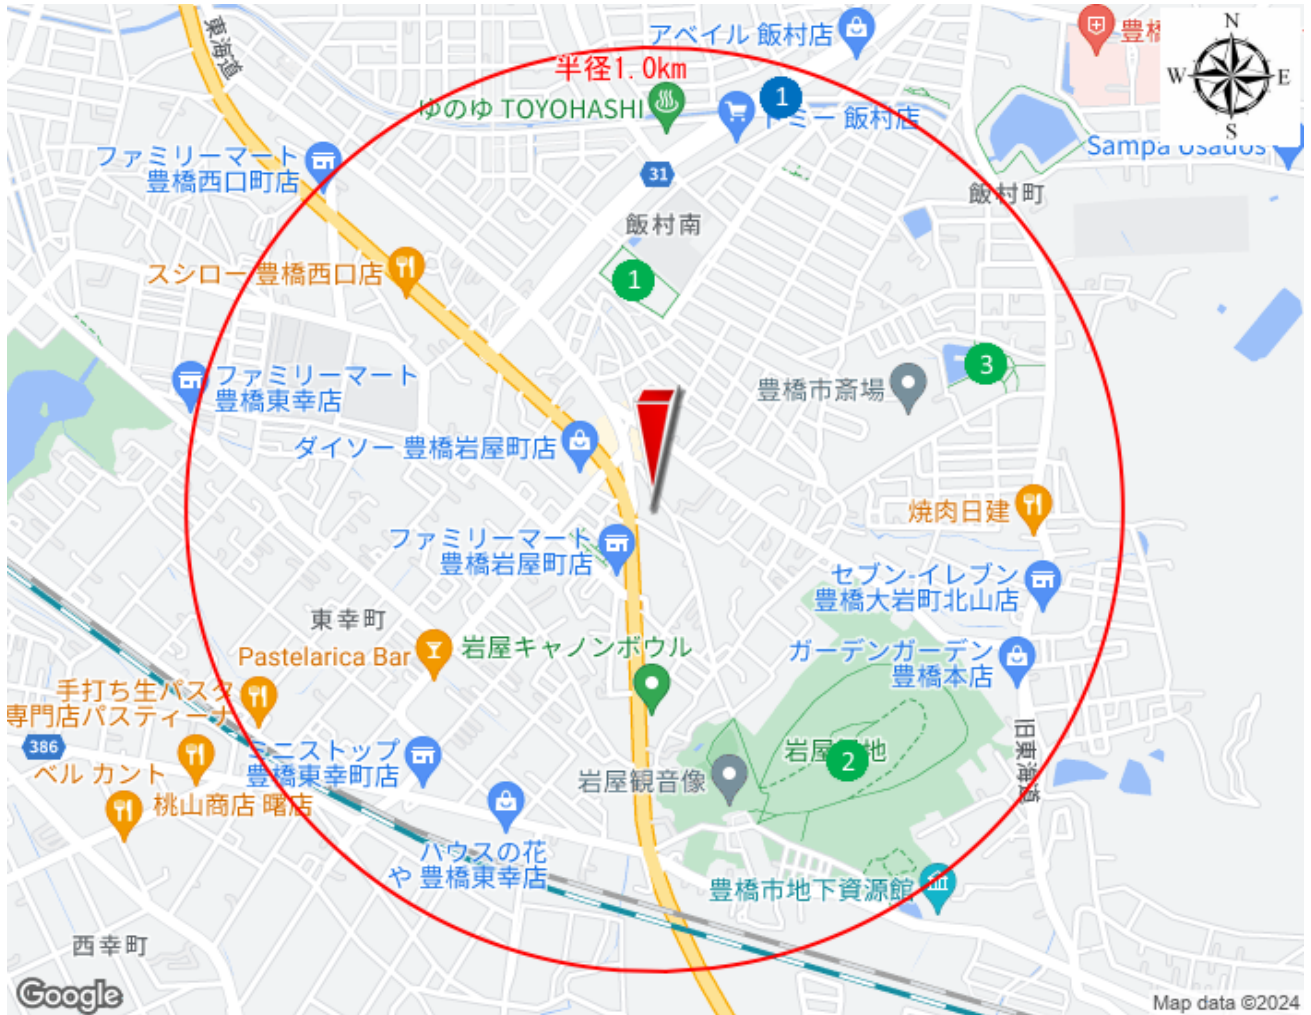 東海道
アベイル 飯村店
豊橋
N
W
E
S
半径1.0km
ゆのゆ TOYOHASHI
1
ドミー 飯村店
Sampa Usados
ファミリーマート
豊橋西口町店
31
飯村町
飯村南
スシロー 豊橋西口店
1
ファミリーマート
豊橋東幸店
豊橋市斎場
3
ダイソー 豊橋岩屋町店
焼肉日建
ファミリーマート
豊橋岩屋町店
セブン-イレブン
豊橋大岩町北山店
東幸町
Pastelarica Bar
岩屋キャノンボウル
ガーデンガーデン
豊橋本店
手打ち生パスタ
専門店パスティーナ
旧東海道
386
ベル カント
ミニストップ
豊橋東幸町店
岩屋緑地
2
岩屋観音像
桃山商店 曙店
ハウスの花
や 豊橋東幸店
豊橋市地下資源館
西幸町
Google
Map data ©2024